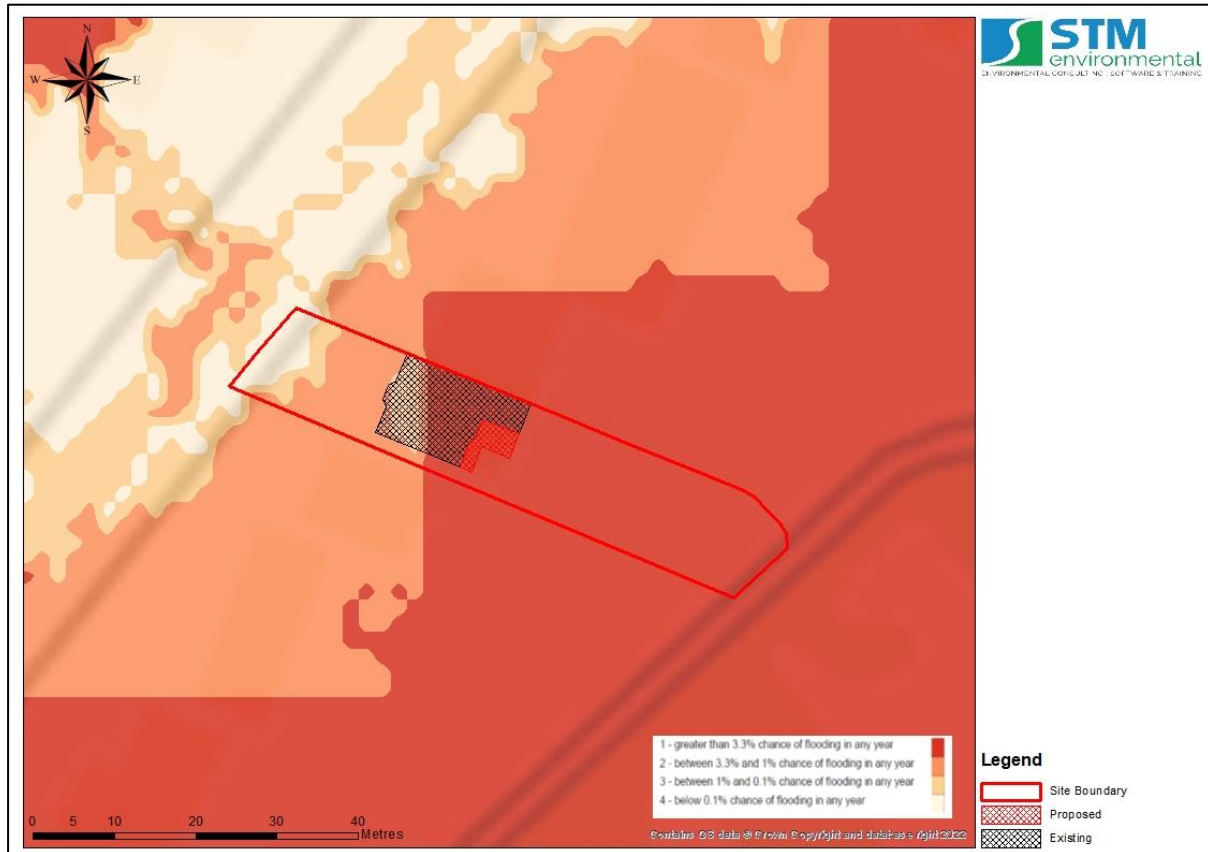 N
W E
S
STM
environmental
ENVIRONMENTAL CONSULTING | SOFTWARE & TRAINING
1 - greater than 3.3% chance of flooding in any year
2 - between 3.3% and 1% chance of flooding in any year
3 - between 1% and 0.1% chance of flooding in any year
4 - below 0.1% chance of flooding in any year
Legend
Site Boundary
Proposed
Existing
0 5 10 20 30 40
Metres
Contains OS data © Crown Copyright and database right 2022